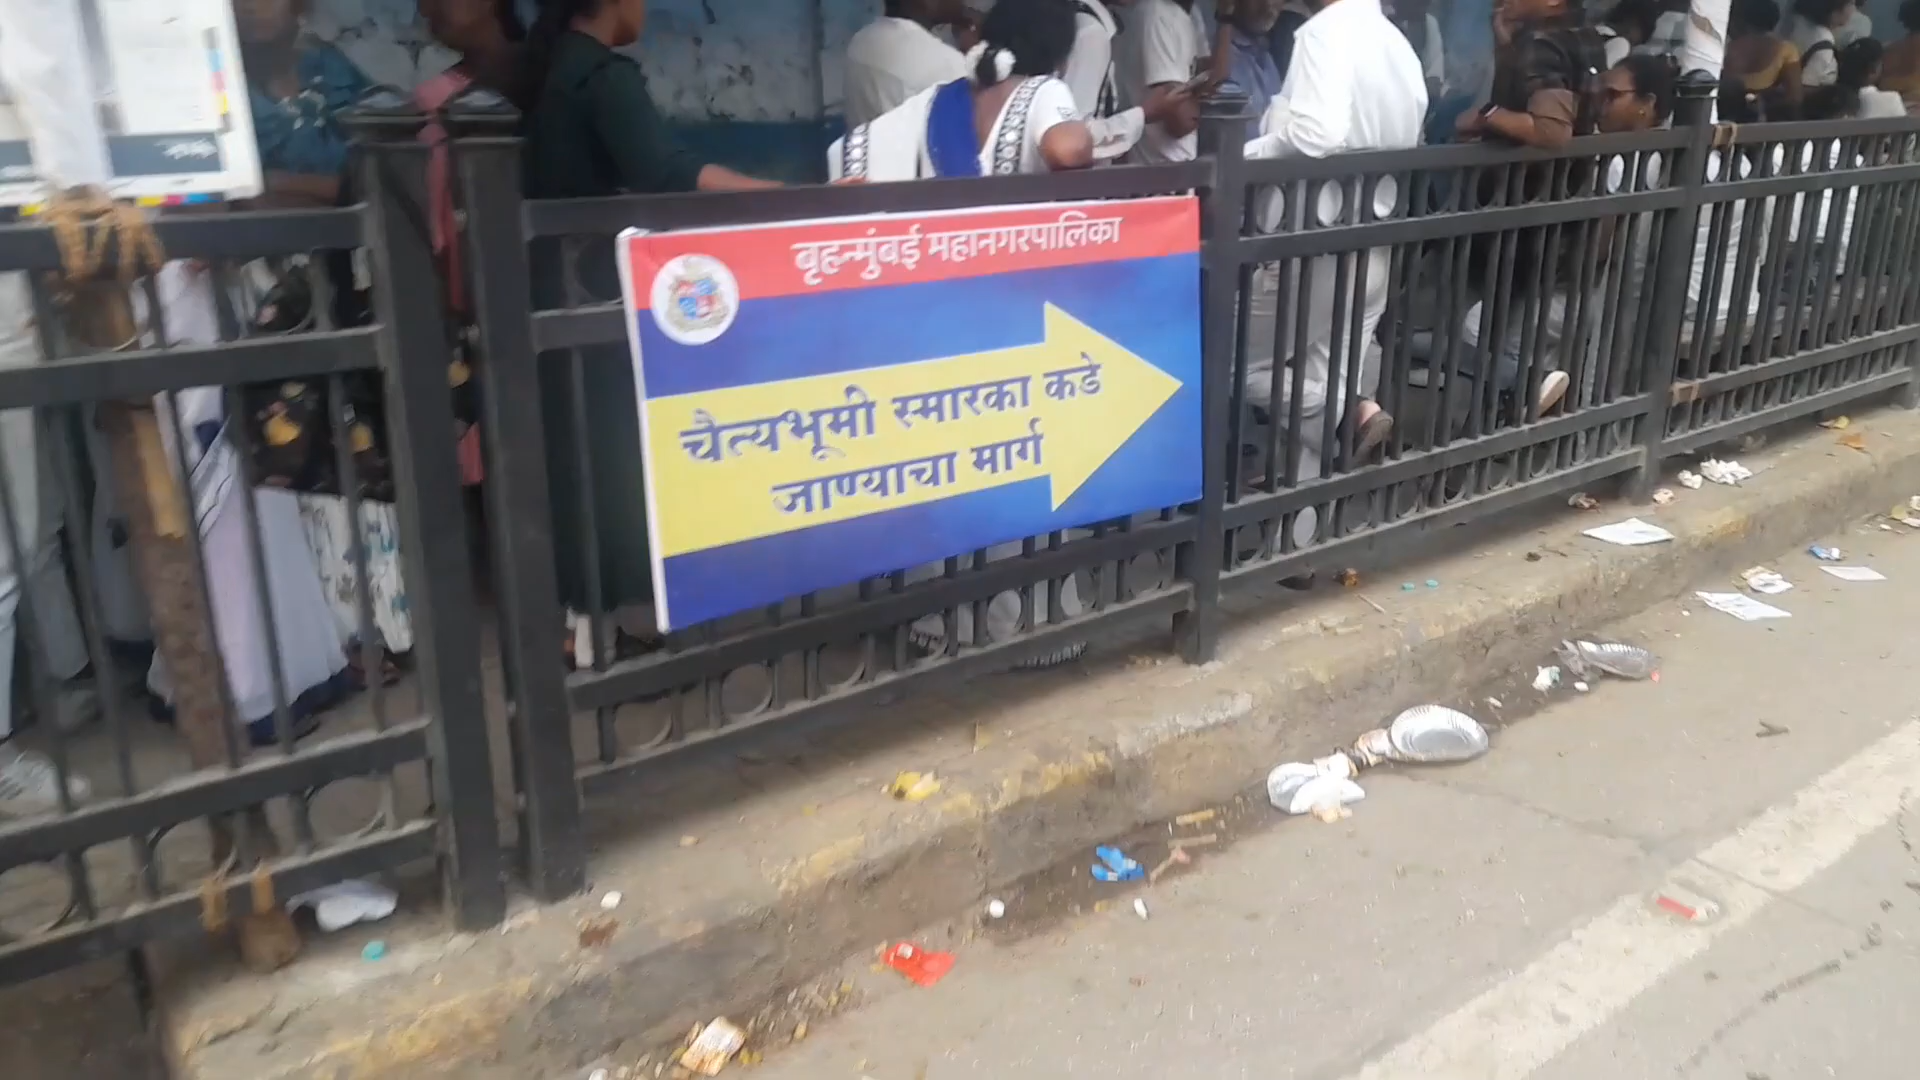 बृहन्मुंबई महानगरपालिका
चैत्यभूमी स्मारका कडे
जाण्याचा मार्ग